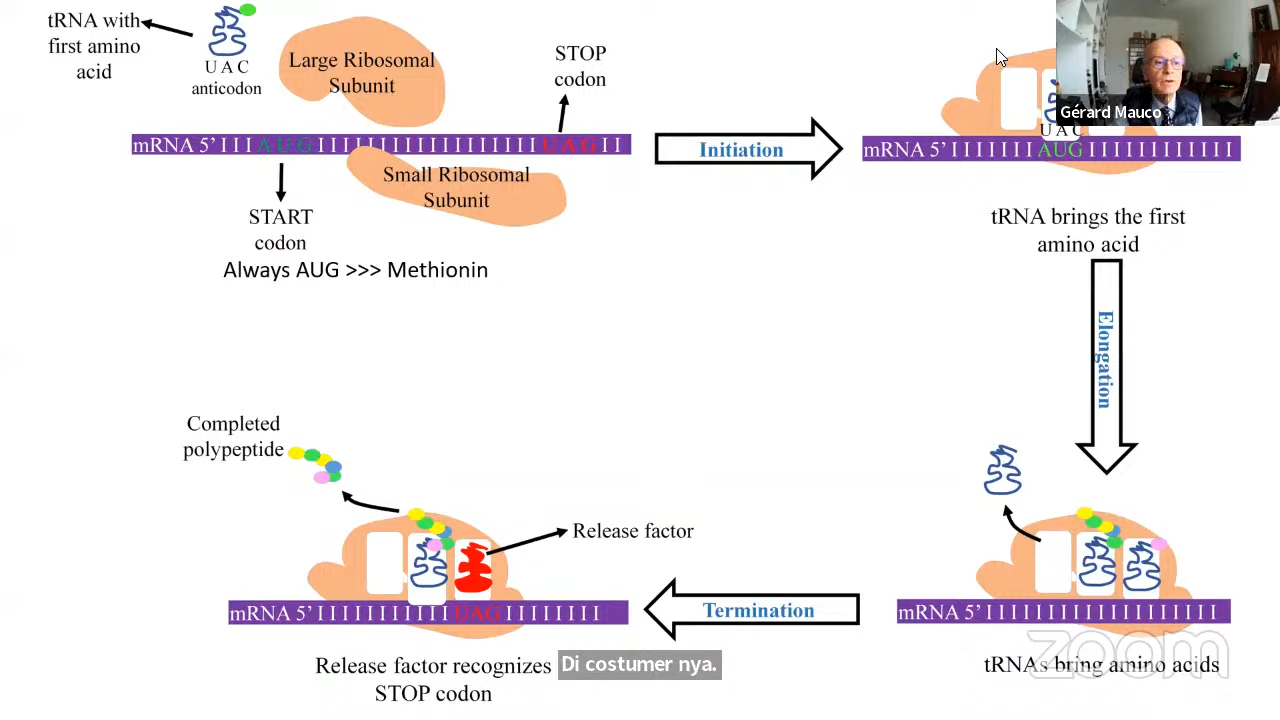 tRNA with
first amino
acid
U A C
anticodon
Large Ribosomal
Subunit
STOP
codon
mRNA 5’ I I I A U G I I I I I I I I I I I I I I I I I U A G I I
Small Ribosomal
Subunit
START
codon
Always AUG >>> Methionin
Initiation
Gérard Mauco
U A C
mRNA 5’ I I I I I I I AUG I I I I I I I I I I I I
tRNA brings the first
amino acid
Elongation
Completed
polypeptide
Release factor
mRNA 5’ I I I I I I I I I I I UAG I I I I I I I I
Release factor recognizes
STOP codon
Termination
mRNA 5’ I I I I I I I I I I I I I I I I I I
tRNAs bring amino acids
Di costumer nya.
zoom